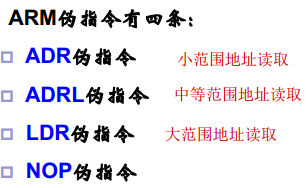 ARM伪指令有四条:
ADR伪指令 小范围地址读取
ADRL伪指令 中等范围地址读取
LDR伪指令 大范围地址读取
NOP伪指令